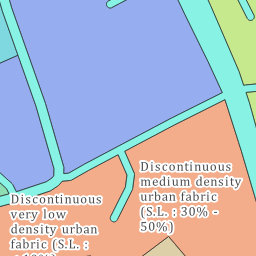 Discontinuous
medium density
urban fabric
(S.L. : 30% -
50%)
Discontinuous
very low
density urban
fabric (S.L. :